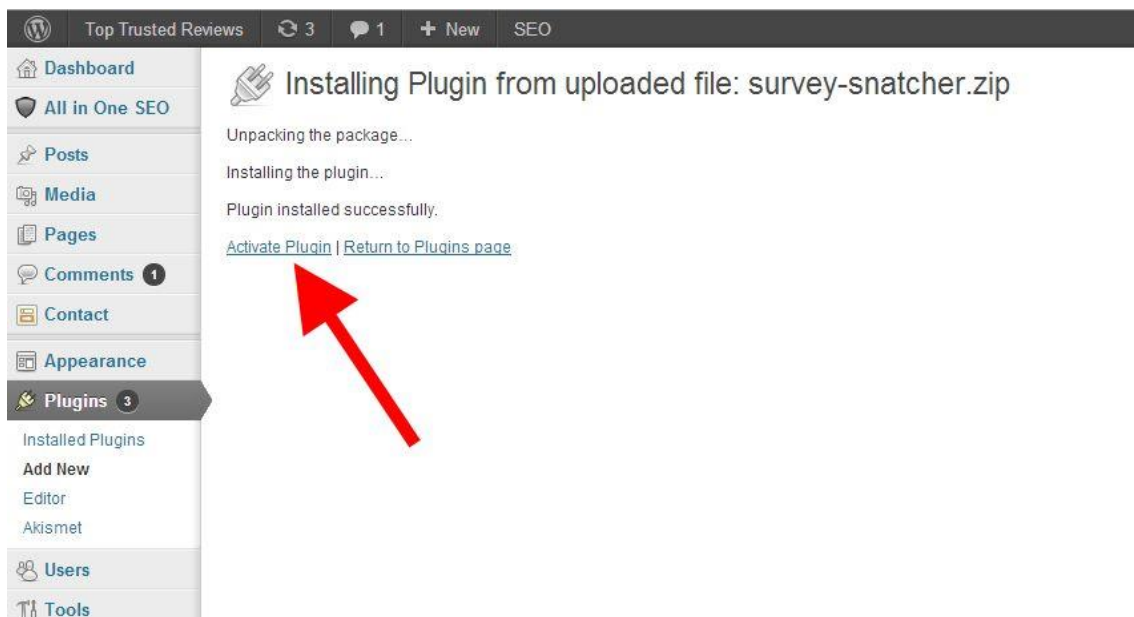 Top Trusted Reviews 3 1 + New SEO
Dashboard
All in One SEO
Posts
Media
Pages
Comments 1
Contact
Appearance
Plugins 3
Installed Plugins
Add New
Editor
Akismet
Users
Tools
Installing Plugin from uploaded file: survey-snatcher.zip
Unpacking the package…
Installing the plugin…
Plugin installed successfully.
Activate Plugin | Return to Plugins page